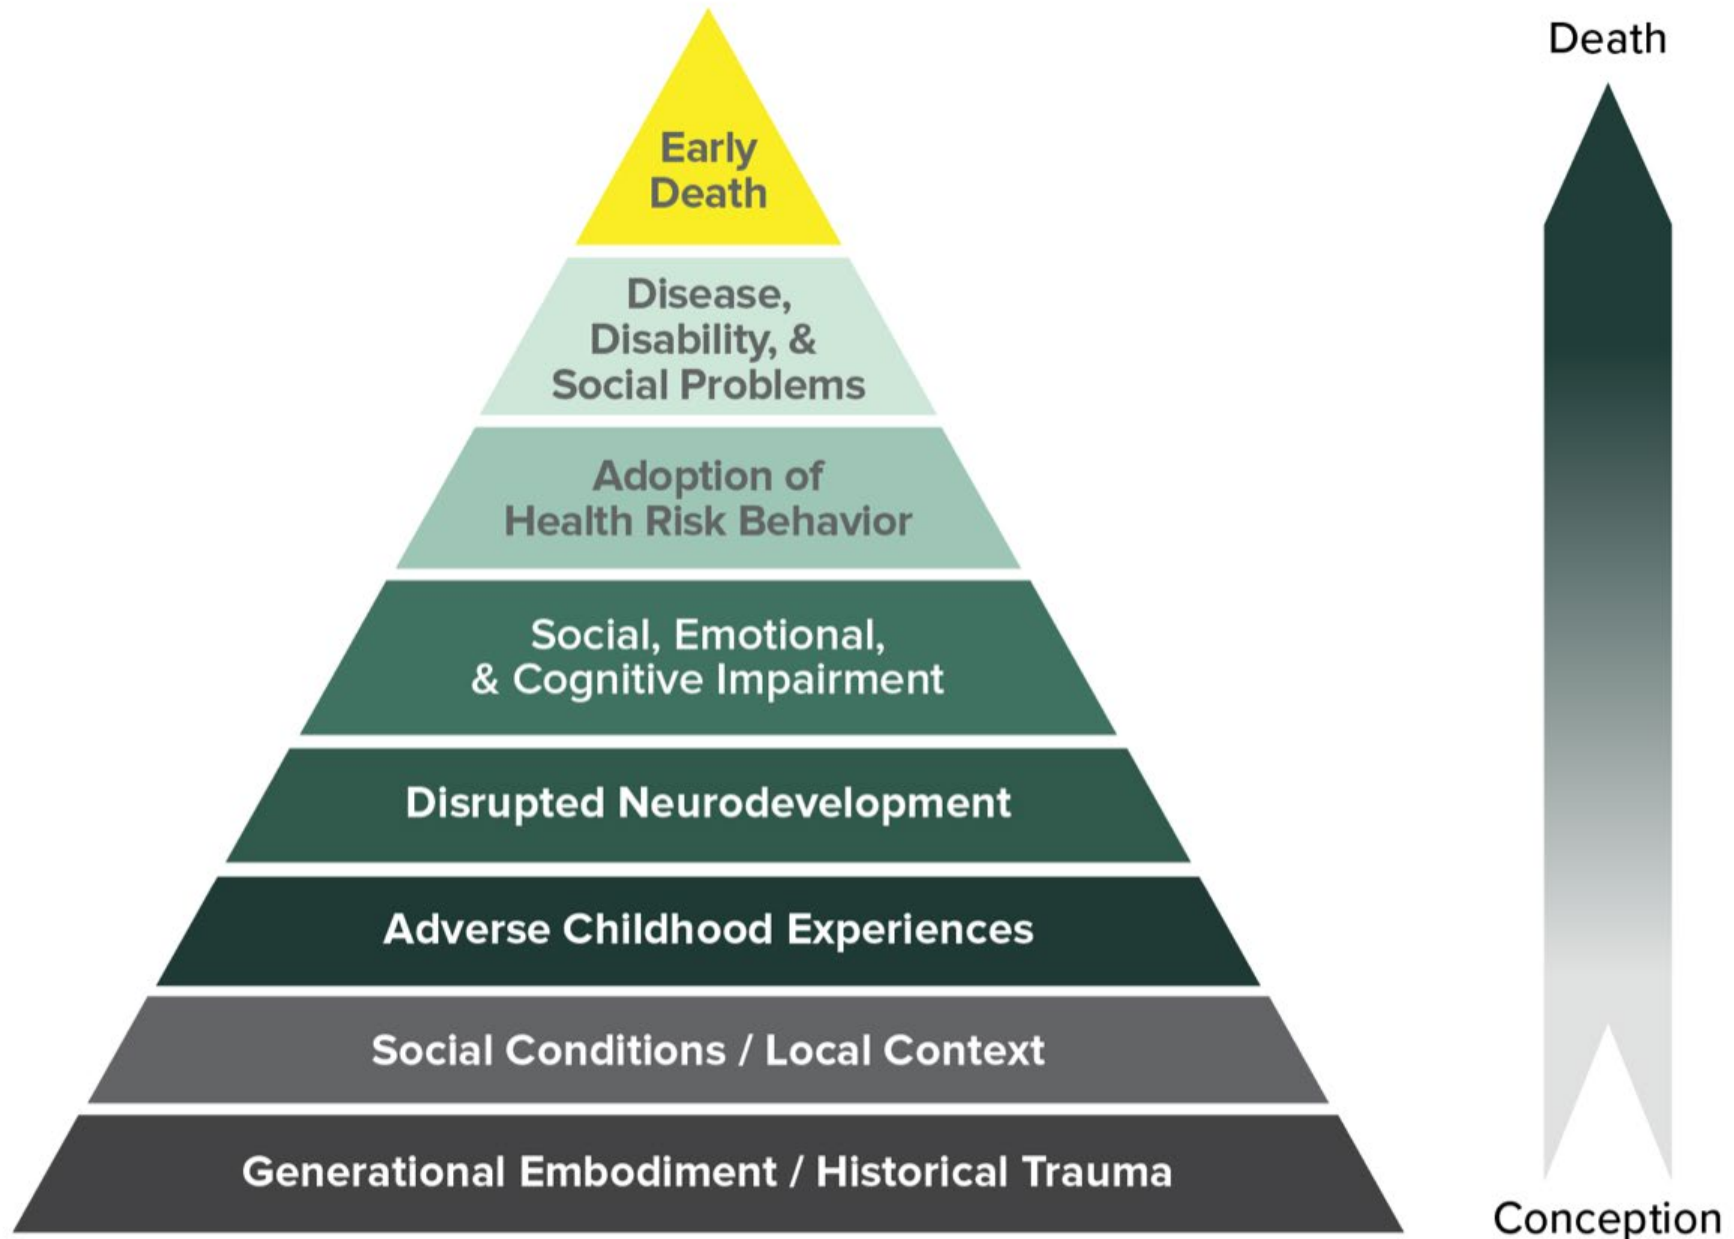 Death
Early
Death
Disease,
Disability, &
Social Problems
Adoption of
Health Risk Behavior
Social, Emotional,
& Cognitive Impairment
Disrupted Neurodevelopment
Adverse Childhood Experiences
Social Conditions / Local Context
Generational Embodiment / Historical Trauma
Conception